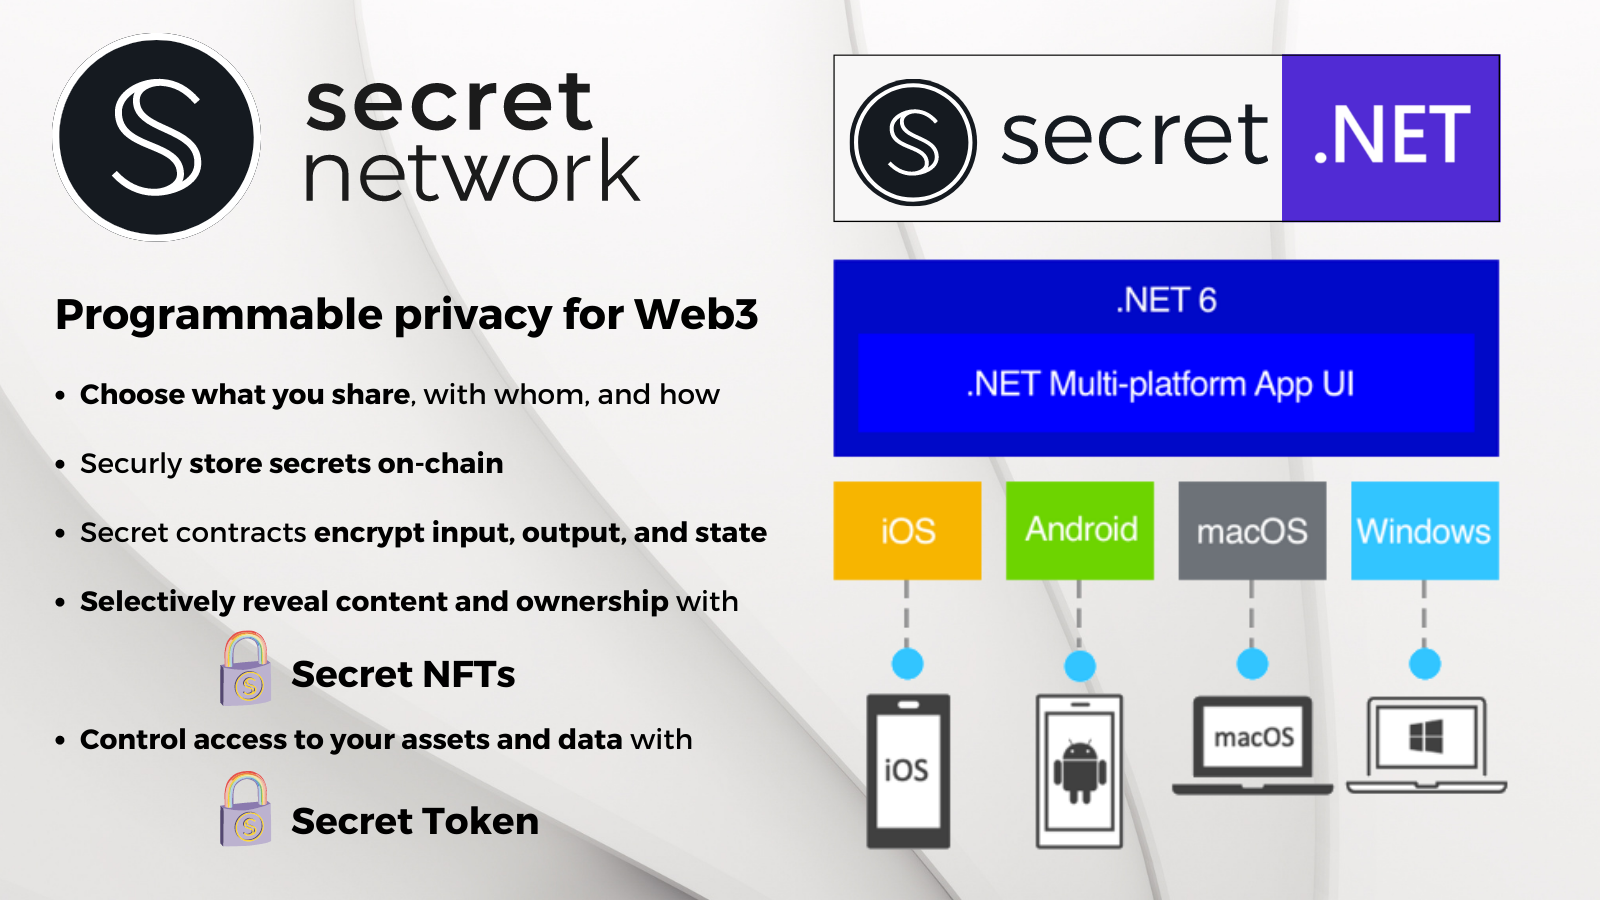 secret
network
Programmable privacy for Web3
• Choose what you share, with whom, and how
• Securly store secrets on-chain
• Secret contracts encrypt input, output, and state
• Selectively reveal content and ownership with
Secret NFTs
• Control access to your assets and data with
Secret Token
secret .NET
.NET 6
.NET Multi-platform App UI
iOS Android macOS Windows
iOS macOS